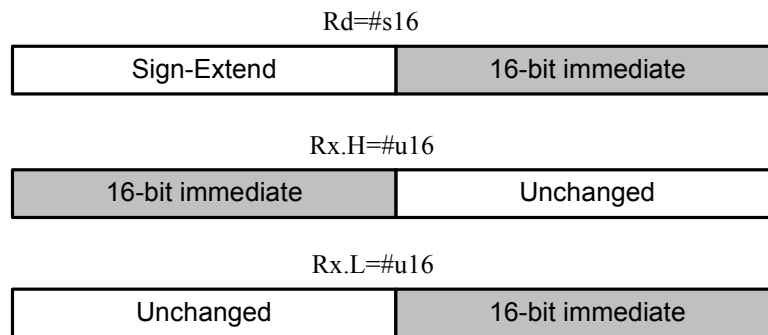 Rd=#s16
Sign-Extend 16-bit immediate
Rx.H=#u16
16-bit immediate Unchanged
Rx.L=#u16
Unchanged 16-bit immediate